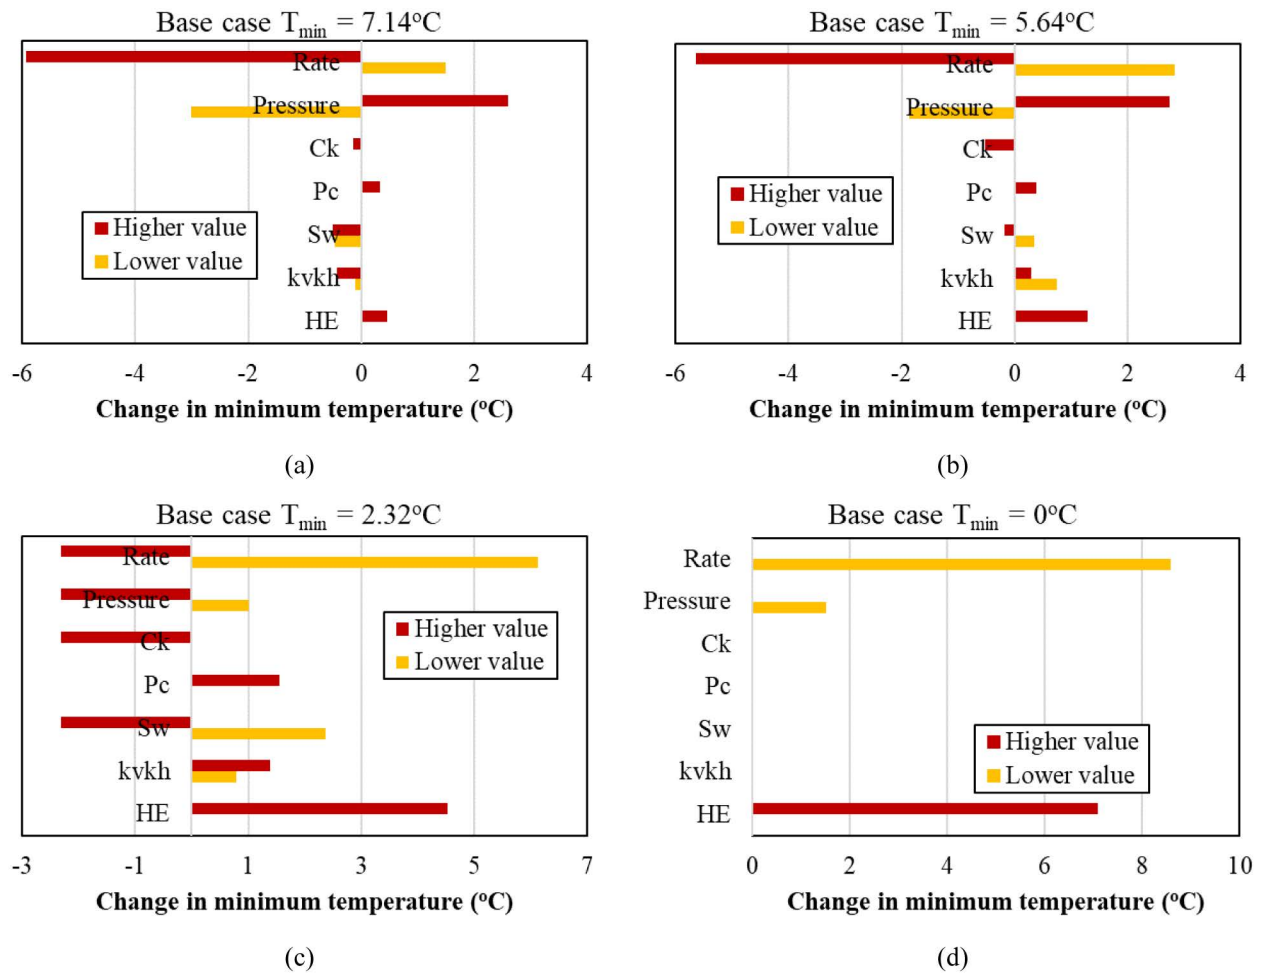 Base case Tmin = 7.14°C
Rate
Pressure
Ck
Pc
Sw
kvkh
HE
Higher value
Lower value
-6 -4 -2 0 2 4
Change in minimum temperature (°C)
(a)
Base case Tmin = 5.64°C
Rate
Pressure
Ck
Pc
Sw
kvkh
HE
Higher value
Lower value
-6 -4 -2 0 2 4
Change in minimum temperature (°C)
(b)
Base case Tmin = 2.32°C
Rate
Pressure
Ck
Pc
Sw
kvkh
HE
Higher value
Lower value
-3 -1 1 3 5 7
Change in minimum temperature (°C)
(c)
Base case Tmin = 0°C
Rate
Pressure
Ck
Pc
Sw
kvkh
HE
Higher value
Lower value
0 2 4 6 8 10
Change in minimum temperature (°C)
(d)